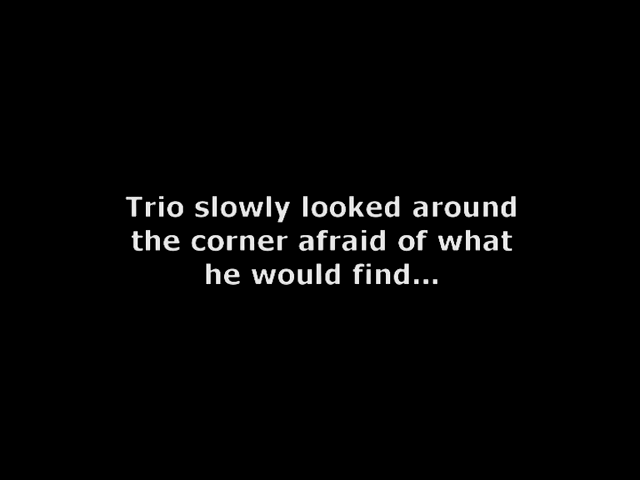 Trio slowly looked around
the corner afraid of what
he would find...